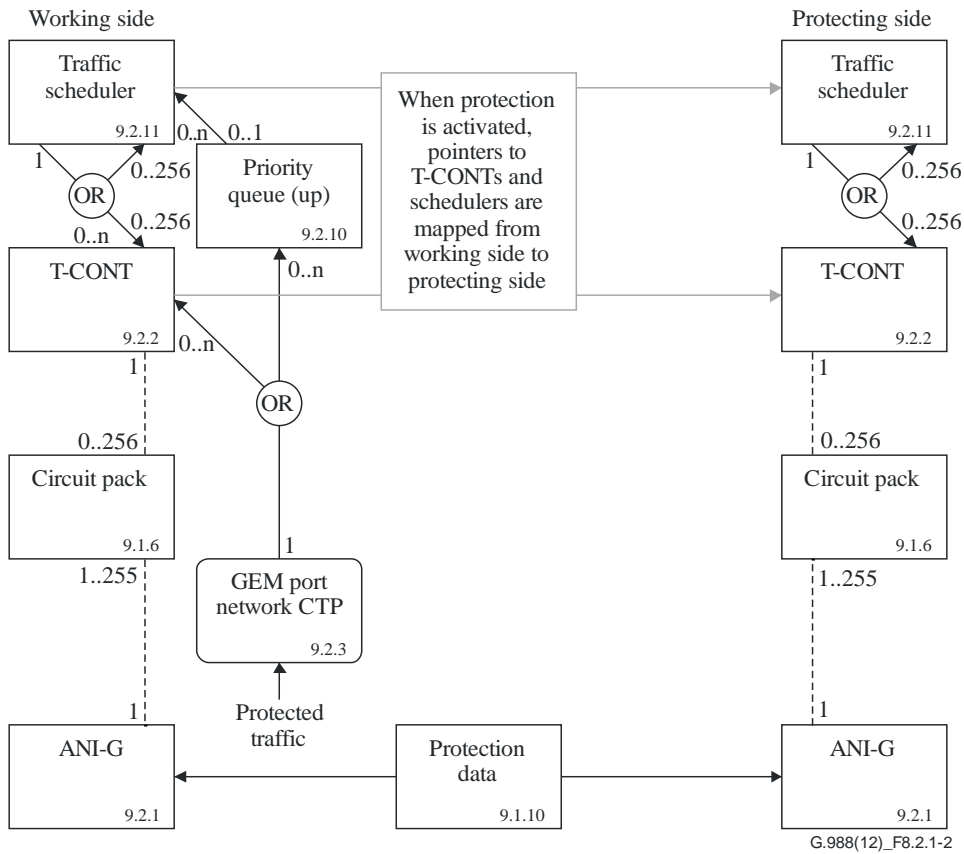 Working side
Protecting side
Traffic
scheduler
9.2.11
When protection
is activated,
pointers to
T-CONTs and
schedulers are
mapped from
working side to
protecting side
Traffic
scheduler
9.2.11
0..n
0..1
1
0..256
OR
0..256
0..n
Priority
queue (up)
9.2.10
0..n
1
0..256
OR
0..256
T-CONT
9.2.2
0..n
1
T-CONT
9.2.2
1
OR
0..256
Circuit pack
9.1.6
1..255
0..256
Circuit pack
9.1.6
1..255
1
GEM port
network CTP
9.2.3
Protected
traffic
1
ANI-G
9.2.1
Protection
data
9.1.10
1
ANI-G
9.2.1
G.988(12)_F8.2.1-2